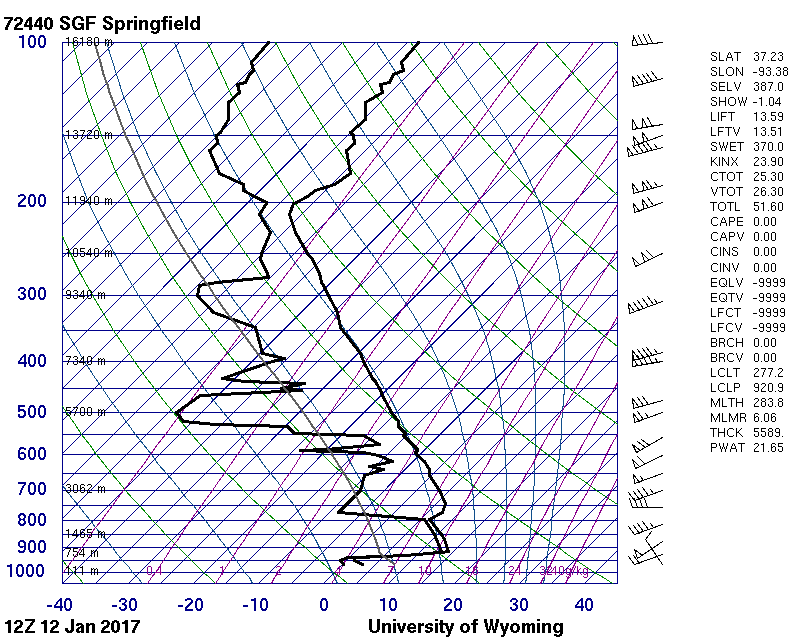 72440 SGF Springfield
100
16180 m
13720 m
200
11940 m
10540 m
300
9340 m
400
7340 m
500
5700 m
600
700
3062 m
800
1465 m
900
754 m
1000
111 m
0.4
1
2
4
7
10
16
24
32
40g/kg
-40
-30
-20
-10
0
10
20
30
40
12Z 12 Jan 2017
University of Wyoming
SLAT 37.23
SLON -93.38
SELV 387.0
SHOW -1.04
LIFT 13.59
LFTV 13.51
SWET 370.0
KINX 23.90
CTOT 25.30
VTOT 26.30
TOTL 51.60
CAPE 0.00
CAPV 0.00
CINS 0.00
CINV 0.00
EQLV -9999
EQTV -9999
LFCT -9999
LFCV -9999
BRCH 0.00
BRCV 0.00
LCLT 277.2
LCLP 920.9
MLTH 283.8
MLMR 6.06
THCK 5589.
PWAT 21.65